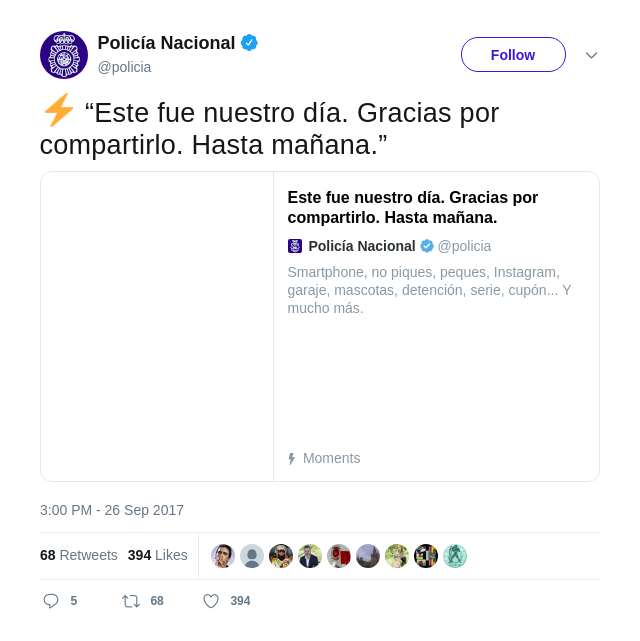 Policía Nacional
@policia
Follow
⚡ “Este fue nuestro día. Gracias por
compartirlo. Hasta mañana.”
Este fue nuestro día. Gracias por
compartirlo. Hasta mañana.
Policía Nacional @policia
Smartphone, no piques, peques, Instagram,
garaje, mascotas, detención, serie, cupón... Y
mucho más.
Moments
3:00 PM - 26 Sep 2017
68 Retweets 394 Likes
5 68 394